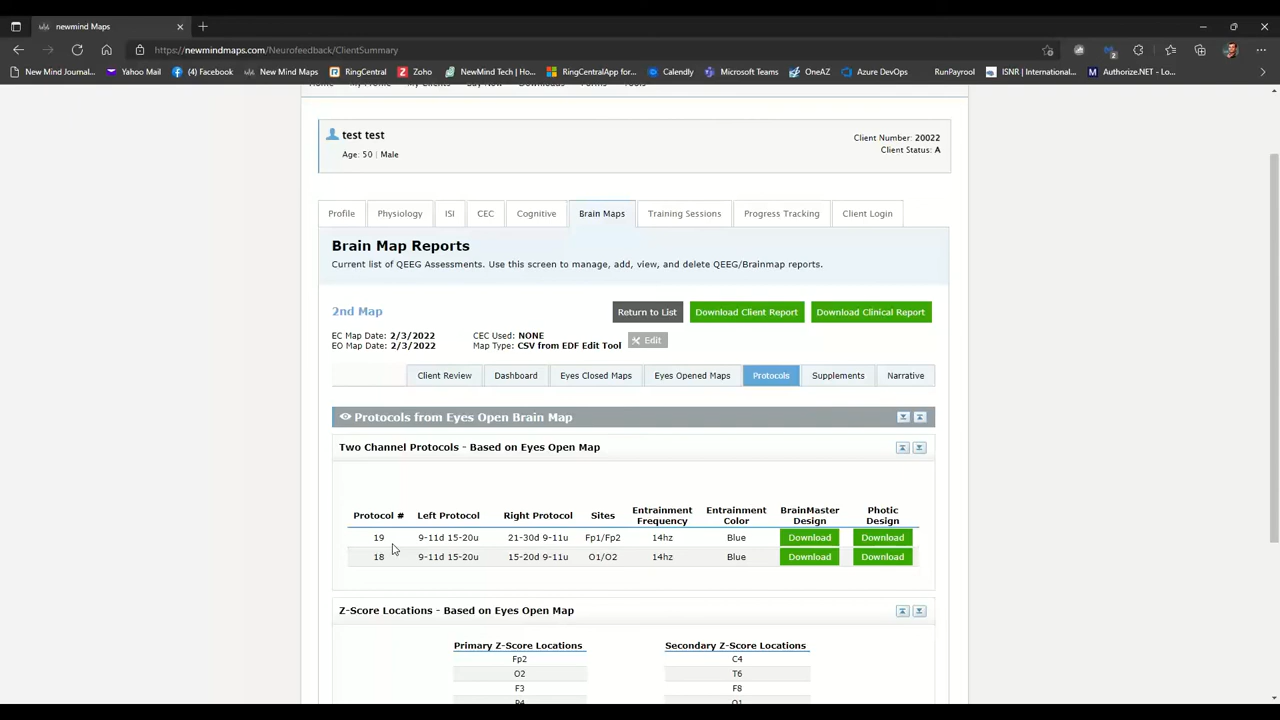 newmind Maps
https://newmindmaps.com/Neurofeedback/ClientSummary
New Mind Journal... Yahoo Mail (4) Facebook New Mind Maps RingCentral Zoho NewMind Tech | Ho... RingCentralApp for... Calendly Microsoft Teams OneAZ Azure DevOps RunPayrol ISNR | International... Authorize.NET - Lo...
test test
Client Number: 20022
Age: 50 | Male
Client Status: A
Profile Physiology ISI CEC Cognitive Brain Maps Training Sessions Progress Tracking Client Login
Brain Map Reports
Current list of QEEG Assessments. Use this screen to manage, add, view, and delete QEEG/Brainmap reports.
2nd Map Return to List Download Client Report Download Clinical Report
EC Map Date: 2/3/2022 CEC Used: NONE
EO Map Date: 2/3/2022 Map Type: CSV from EDF Edit Tool Edit
Client Review Dashboard Eyes Closed Maps Eyes Opened Maps Protocols Supplements Narrative
Protocols from Eyes Open Brain Map
Two Channel Protocols - Based on Eyes Open Map
Protocol # Left Protocol Right Protocol Sites Entrainment Frequency Entrainment Color BrainMaster Design Photic Design
19 9-11d 15-20u 21-30d 9-11u Fp1/Fp2 14hz Blue Download Download
18 9-11d 15-20u 15-20d 9-11u O1/O2 14hz Blue Download Download
Z-Score Locations - Based on Eyes Open Map
Primary Z-Score Locations Secondary Z-Score Locations
Fp2 C4
O2 T6
F3 F8